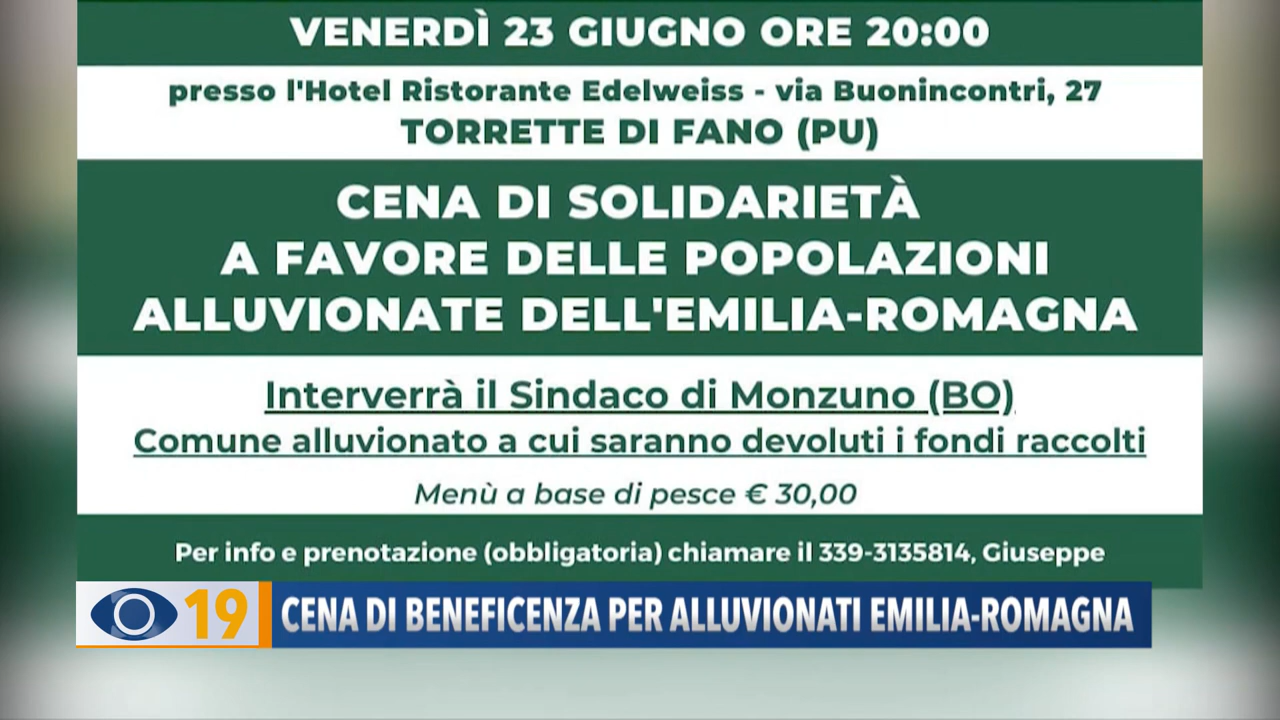 VENERDÌ 23 GIUGNO ORE 20:00
presso l'Hotel Ristorante Edelweiss - via Buonincontri, 27
TORRETTE DI FANO (PU)
CENA DI SOLIDARIETÀ
A FAVORE DELLE POPOLAZIONI
ALLUVIONATE DELL'EMILIA-ROMAGNA
Interverrà il Sindaco di Monzuno (BO)
Comune alluvionato a cui saranno devoluti i fondi raccolti
Menù a base di pesce € 30,00
Per info e prenotazione (obbligatoria) chiamare il 339-3135814, Giuseppe
19 CENA DI BENEFICENZA PER ALLUVIONATI EMILIA-ROMAGNA